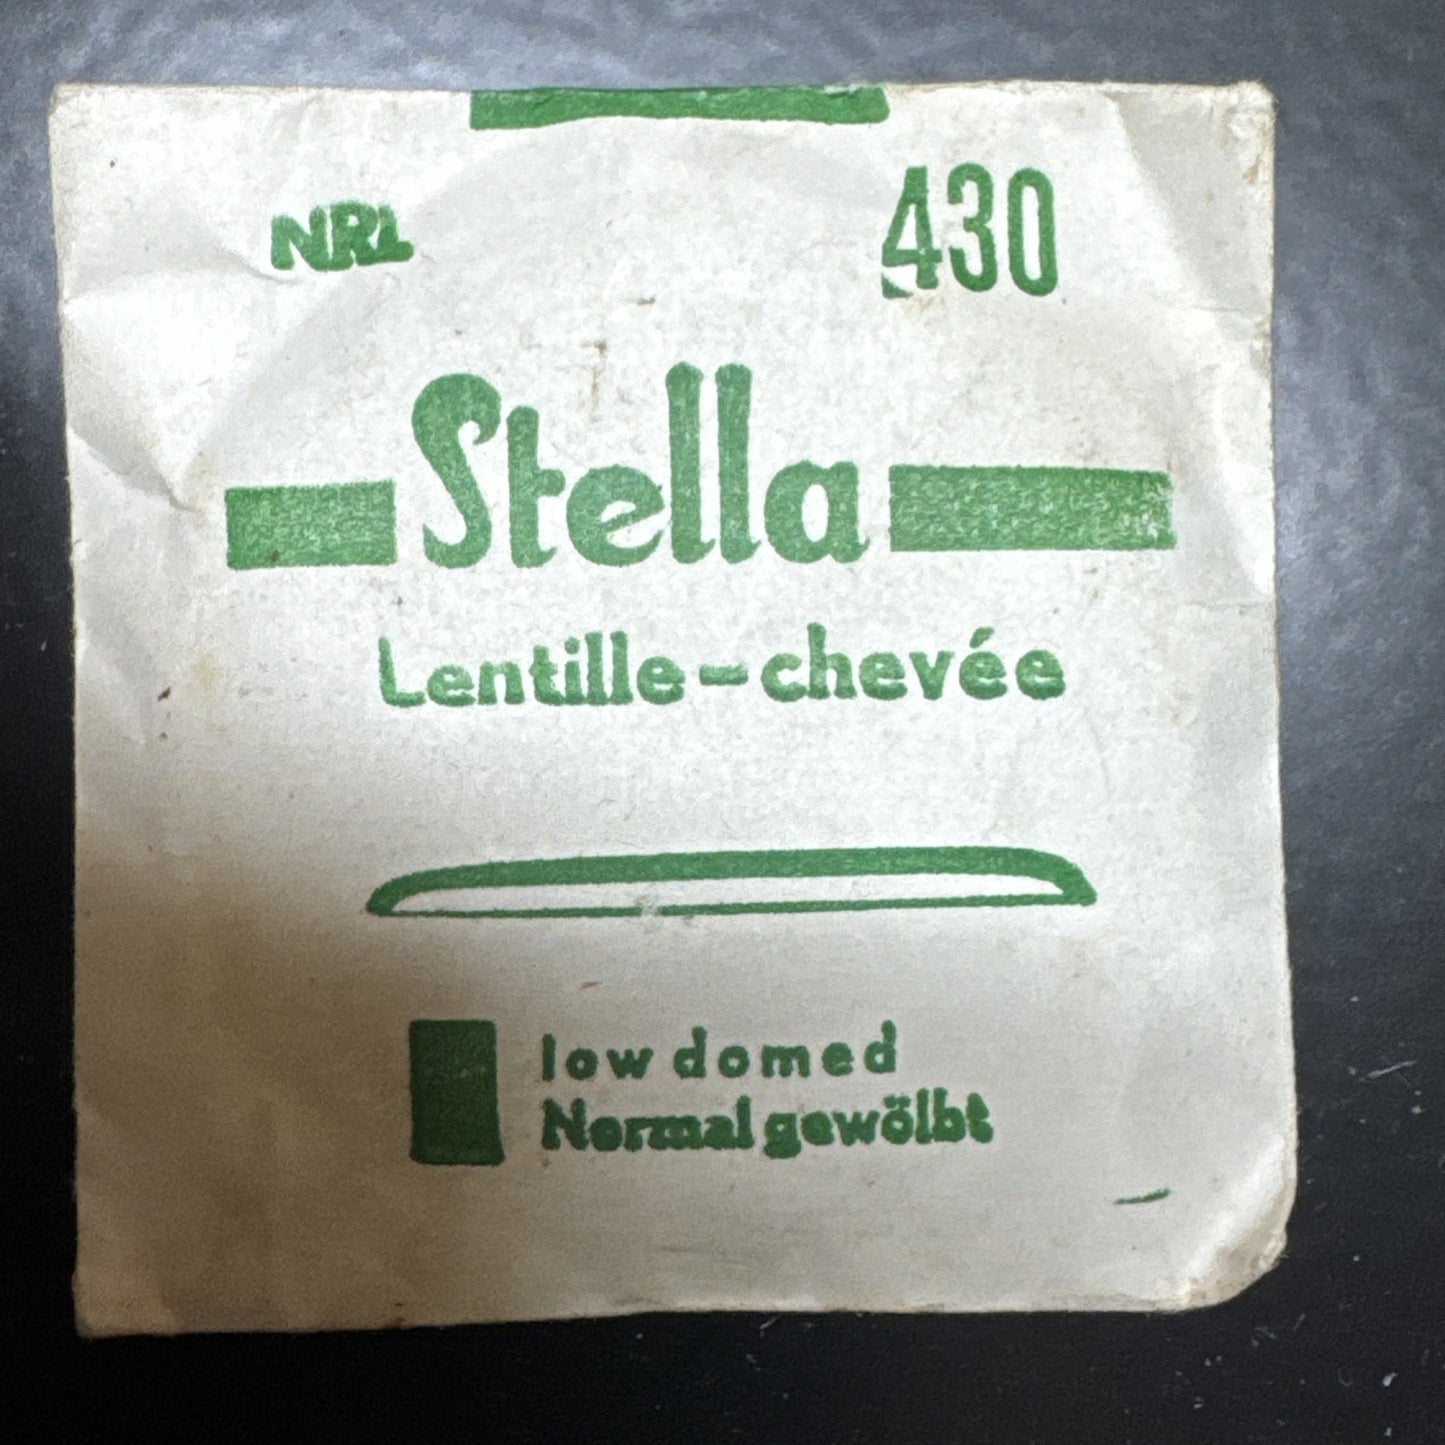 NRL 430
Stella
Lentille-chevée
low domed
Normal gewölbt